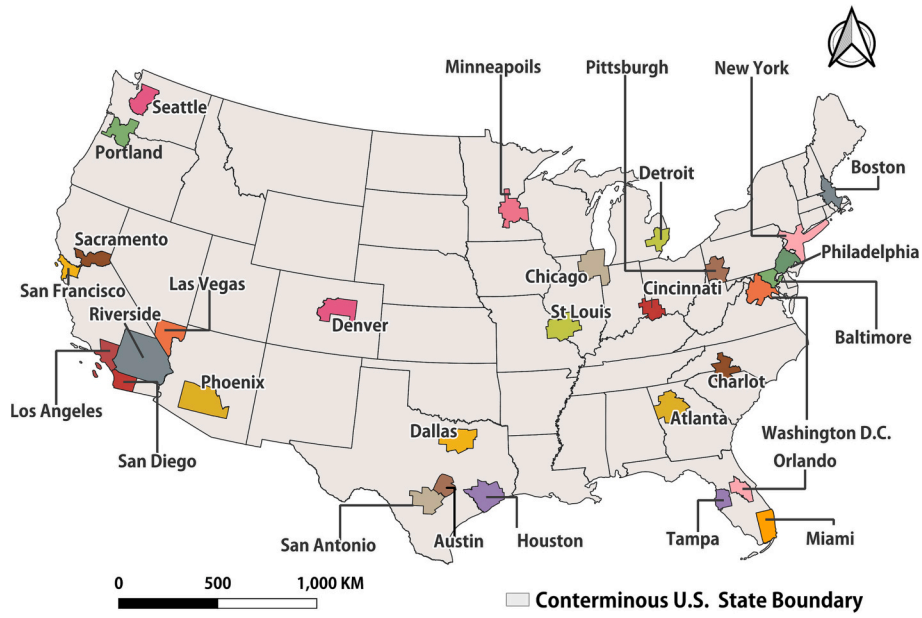 Minneapoils
Pittsburgh
New York
Seattle
Portland
Detroit
Boston
Sacramento
Philadelphia
San Francisco
Las Vegas
Chicago
Cincinnati
Riverside
St Louis
Denver
Baltimore
Phoenix
Charlot
Los Angeles
Atlanta
Dallas
Washington D.C.
San Diego
Orlando
San Antonio
Austin
Houston
Tampa
Miami
0 500 1,000 KM
Conterminous U.S. State Boundary